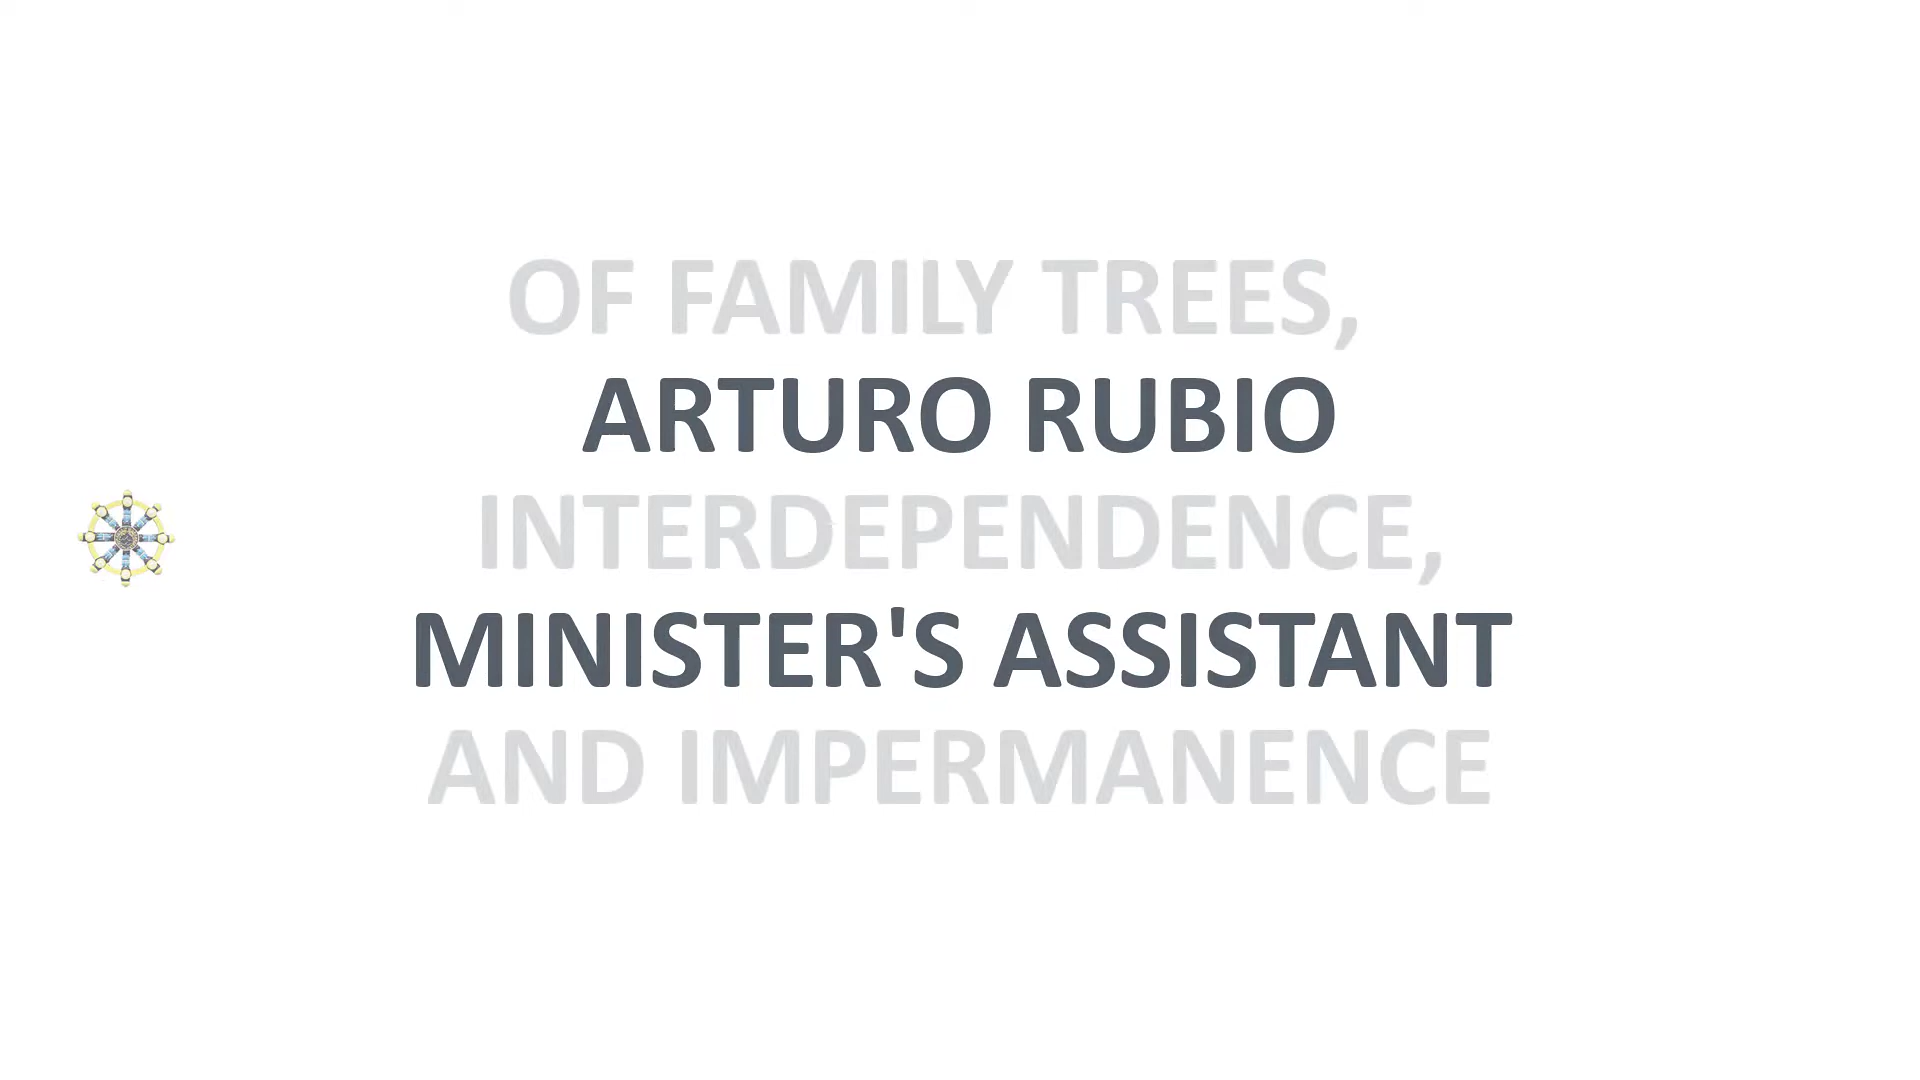 OF FAMILY TREES,
ARTURO RUBIO
INTERDEPENDENCE,
MINISTER'S ASSISTANT
AND IMPERMANENCE